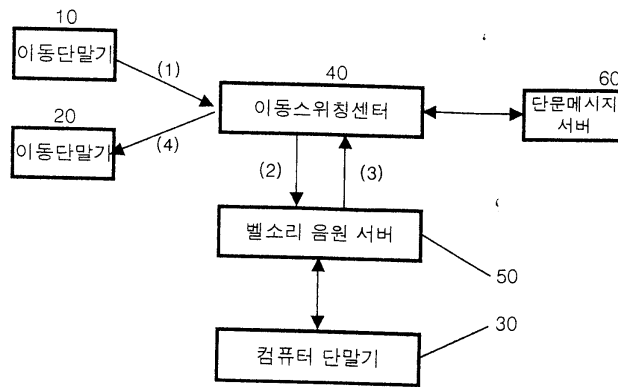 10
이동단말기
(1)
20
이동단말기
(4)
40
이동스위칭센터
60
단문메시지
서버
(2)
(3)
벨소리 음원 서버
50
30
컴퓨터 단말기